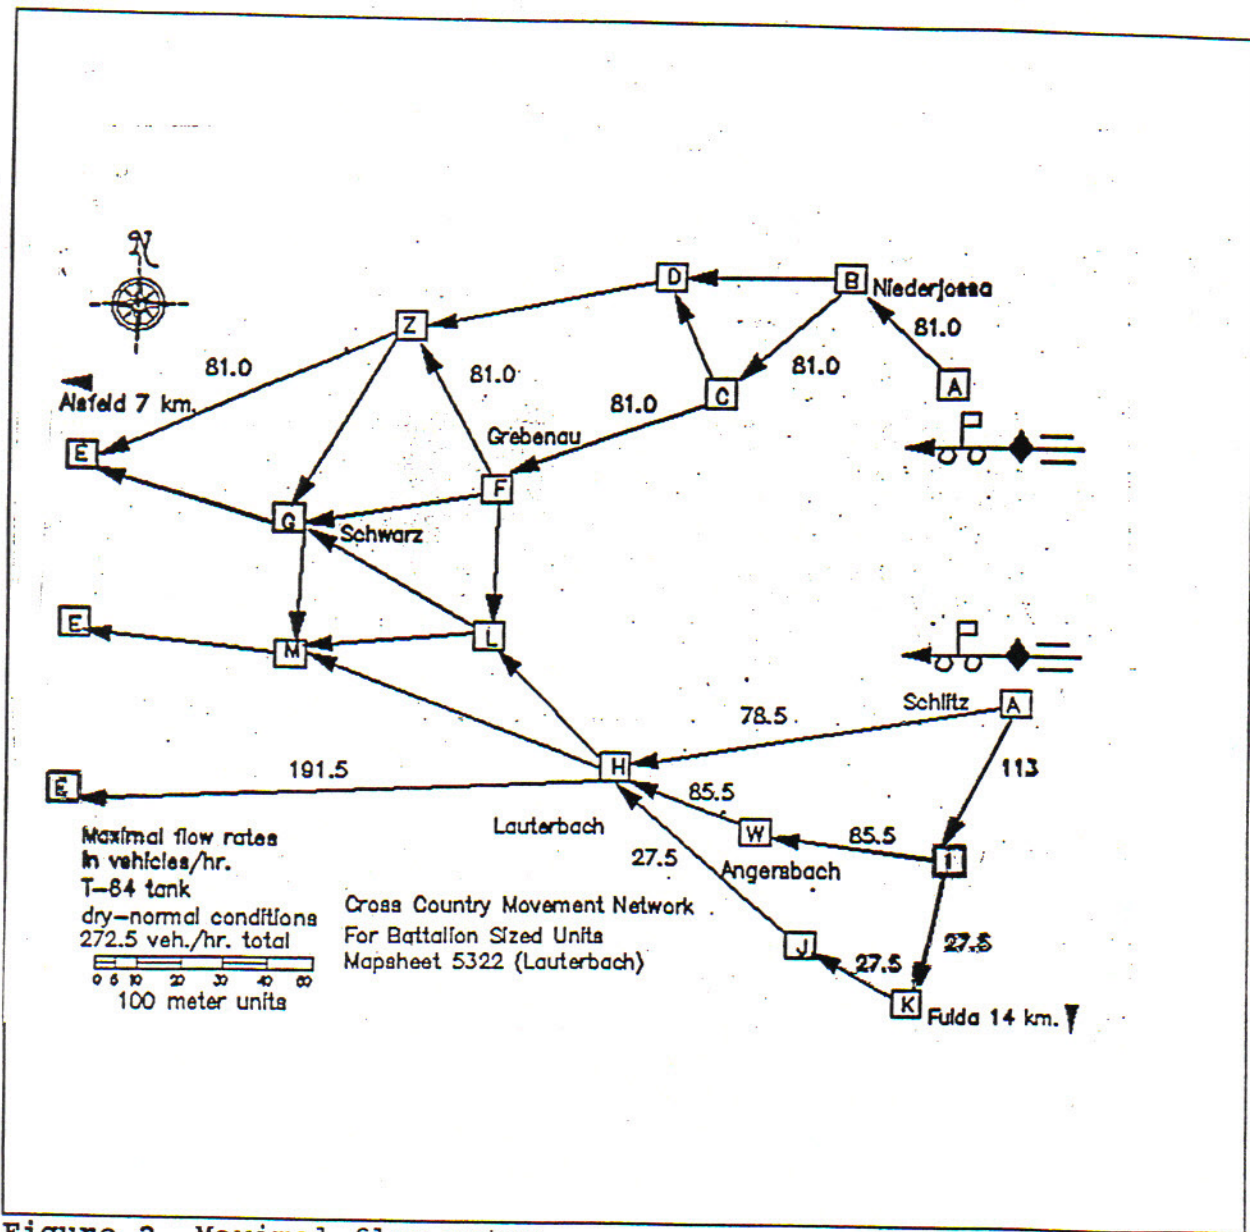 N
D
B
Niederjossa
81.0
Z
81.0
81.0
81.0
A
Alsfeld 7 km.
C
81.0
E
Grebenau
F
G
Schwarz
E
M
L
Schlitz
A
78.5
H
113
191.5
E
85.5
Lauterbach
W
85.5
27.5
Angersbach
I
Maximal flow rates
in vehicles/hr.
T-64 tank
dry-normal conditions
272.5 veh./hr. total
100 meter units
Cross Country Movement Network
For Battalion Sized Units
Mapsheet 5322 (Lauterbach)
J
27.5
27.5
K
Fulda 14 km.